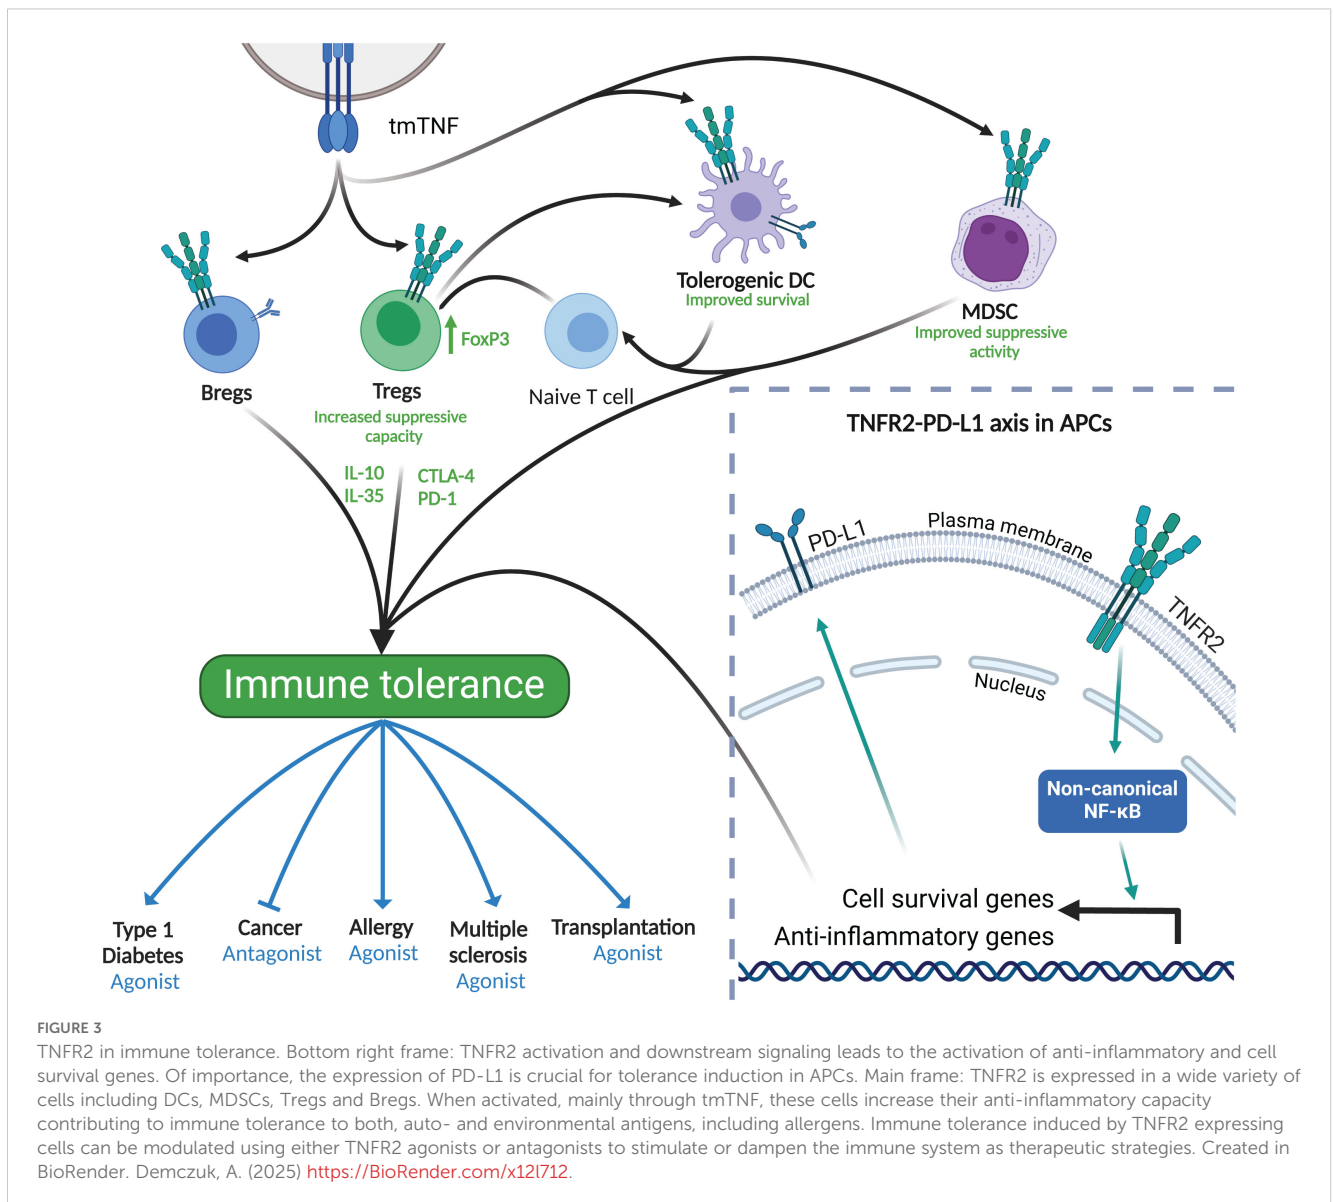 tmTNF
Tolerogenic DC
Improved survival
MDSC
Improved suppressive
activity
FoxP3
Bregs
Tregs
Naive T cell
Increased suppressive
capacity
IL-10
IL-35
CTLA-4
PD-1
Immune tolerance
Type 1
Diabetes
Agonist
Cancer
Antagonist
Allergy
Agonist
Multiple
sclerosis
Agonist
Transplantation
Agonist
TNFR2-PD-L1 axis in APCs
PD-L1
Plasma membrane
TNFR2
Nucleus
Non-canonical
NF-κB
Cell survival genes
Anti-inflammatory genes
FIGURE 3
TNFR2 in immune tolerance. Bottom right frame: TNFR2 activation and downstream signaling leads to the activation of anti-inflammatory and cell
survival genes. Of importance, the expression of PD-L1 is crucial for tolerance induction in APCs. Main frame: TNFR2 is expressed in a wide variety of
cells including DCs, MDSCs, Tregs and Bregs. When activated, mainly through tmTNF, these cells increase their anti-inflammatory capacity
contributing to immune tolerance to both, auto- and environmental antigens, including allergens. Immune tolerance induced by TNFR2 expressing
cells can be modulated using either TNFR2 agonists or antagonists to stimulate or dampen the immune system as therapeutic strategies. Created in
BioRender. Demczuk, A. (2025) https://BioRender.com/x12l712.